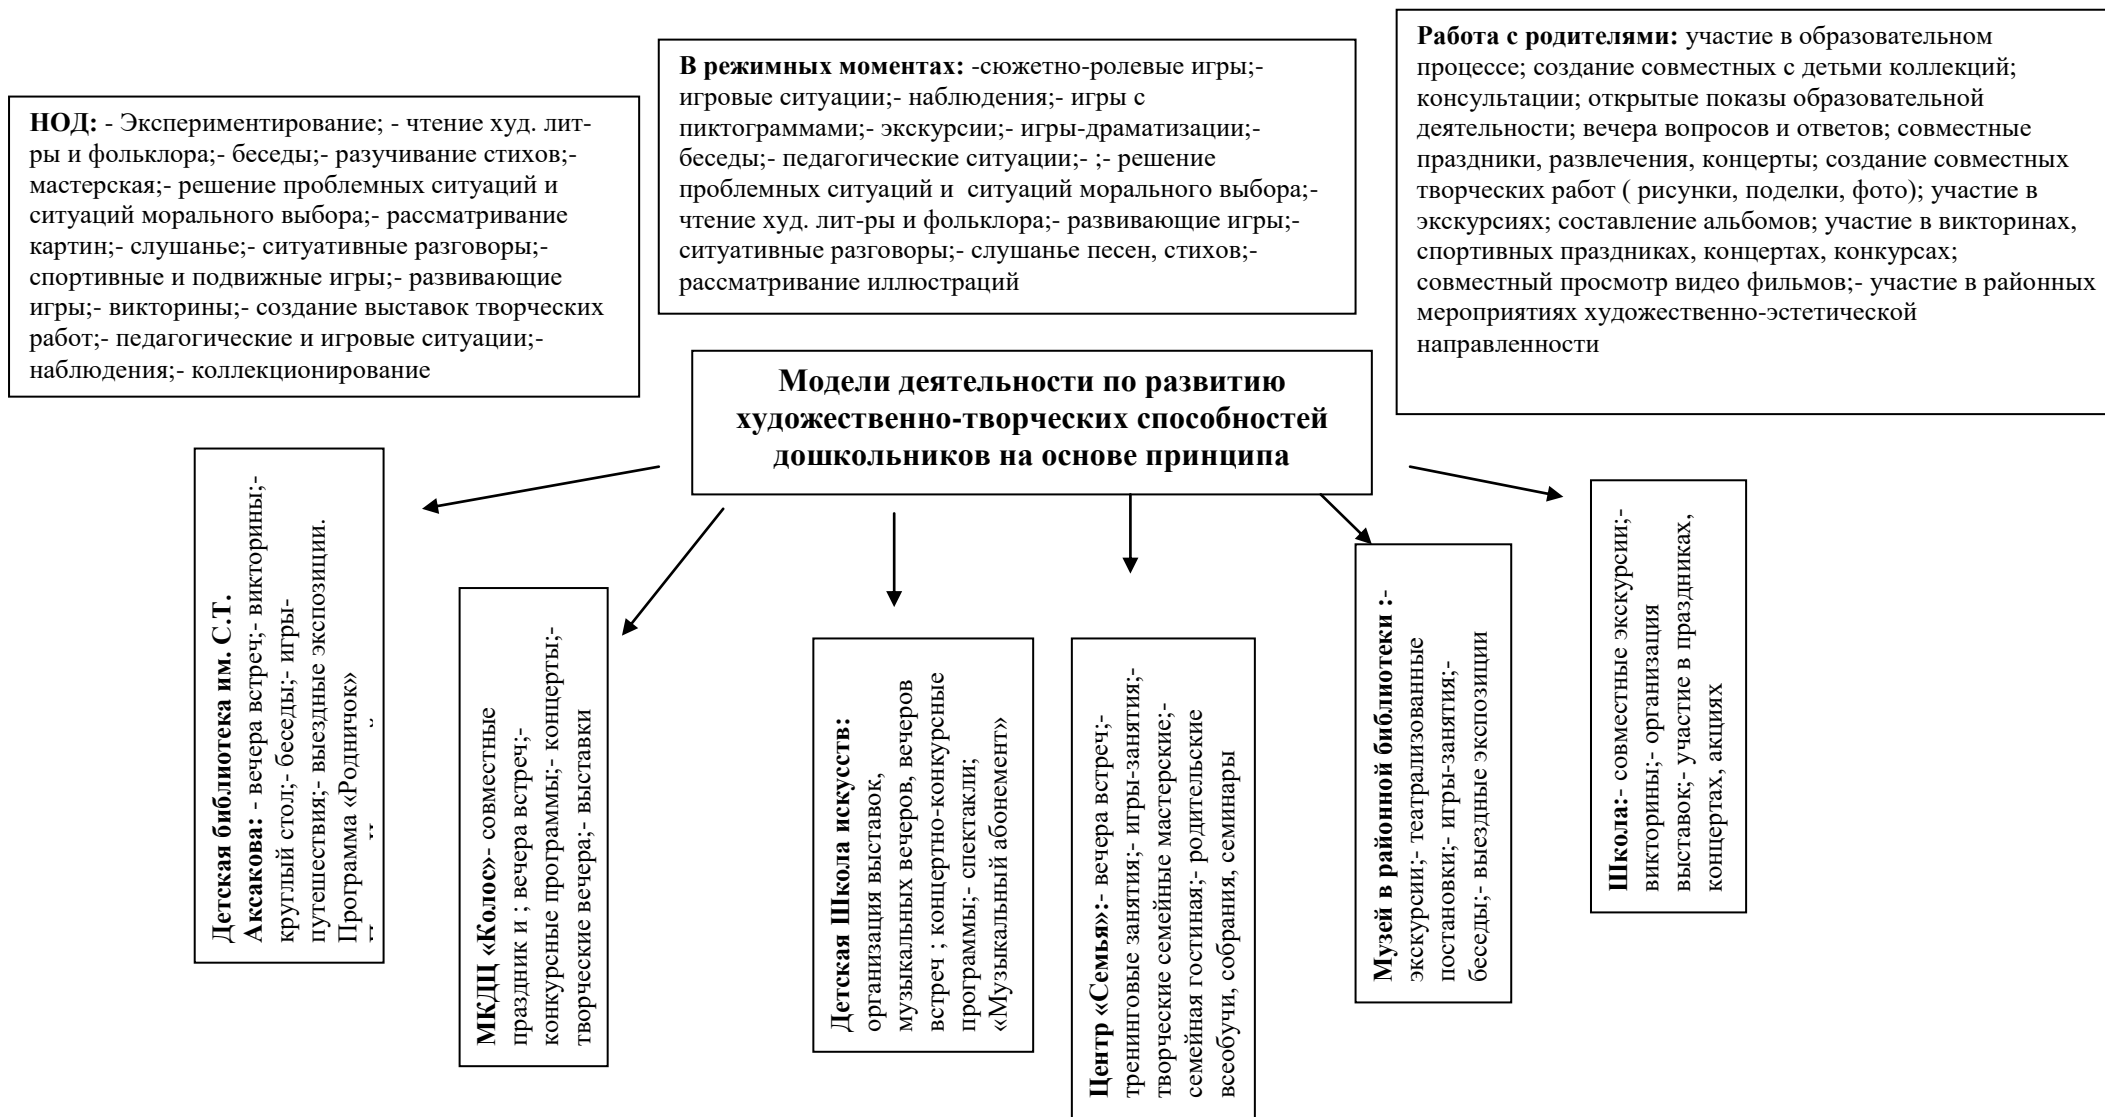 НОД: - Экспериментирование; - чтение худ. лит-
ры и фольклора;- беседы;- разучивание стихов;-
мастерская;- решение проблемных ситуаций и
ситуаций морального выбора;- рассматривание
картин;- слушанье;- ситуативные разговоры;-
спортивные и подвижные игры;- развивающие
игры;- викторины;- создание выставок творческих
работ;- педагогические и игровые ситуации;-
наблюдения;- коллекционирование
В режимных моментах: -сюжетно-ролевые игры;-
игровые ситуации;- наблюдения;- игры с
пиктограммами;- экскурсии;- игры-драматизации;-
беседы;- педагогические ситуации;- ;- решение
проблемных ситуаций и  ситуаций морального выбора;-
чтение худ. лит-ры и фольклора;- развивающие игры;-
ситуативные разговоры;- слушанье песен, стихов;-
рассматривание иллюстраций
Работа с родителями: участие в образовательном
процессе; создание совместных с детьми коллекций;
консультации; открытые показы образовательной
деятельности; вечера вопросов и ответов; совместные
праздники, развлечения, концерты; создание совместных
творческих работ ( рисунки, поделки, фото); участие в
экскурсиях; составление альбомов; участие в викторинах,
спортивных праздниках, концертах, конкурсах;
совместный просмотр видео фильмов;- участие в районных
мероприятиях художественно-эстетической
направленности
Модели деятельности по развитию
художественно-творческих способностей
дошкольников на основе принципа
Детская библиотека им. С.Т.
Аксакова: - вечера встреч;- викторины;-
круглый стол;- беседы;- игры-
путешествия;- выездные экспозиции.
Программа «Родничок»
МКДЦ «Колос»- совместные
праздник и ; вечера встреч;-
конкурсные программы;- концерты;-
творческие вечера;- выставки
Детская Школа искусств:
организация выставок,
музыкальных вечеров, вечеров
встреч ; концертно-конкурсные
программы;- спектакли;
«Музыкальный абонемент»
Центр «Семья»:- вечера встреч;-
тренинговые занятия;- игры-занятия;-
творческие семейные мастерские;-
семейная гостиная;- родительские
всеобучи, собрания, семинары
Музей в районной библиотеки :-
экскурсии;- театрализованные
постановки;- игры-занятия;-
беседы;- выездные экспозиции
Школа:- совместные экскурсии;-
викторины;- организация
выставок;- участие в праздниках,
концертах, акциях